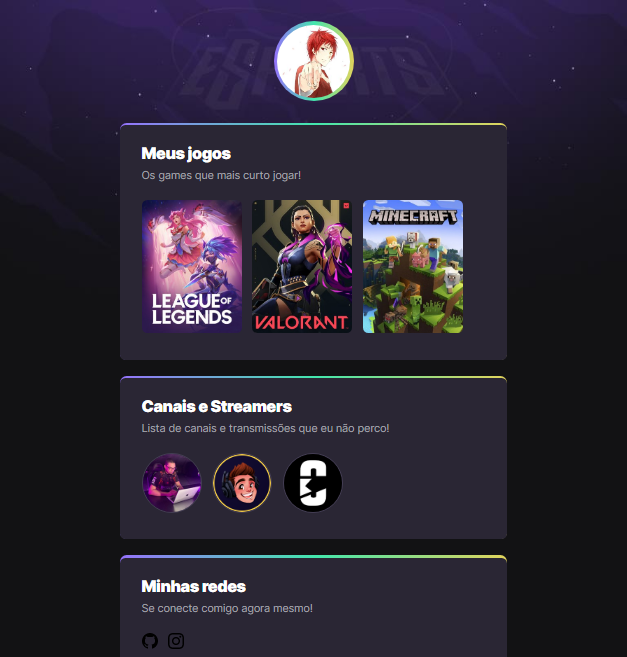 ESPORTS
Meus jogos
Os games que mais curto jogar!
LEAGUE OF
LEGENDS
VALORANT
MINECRAFT
Canais e Streamers
Lista de canais e transmissões que eu não perco!
Minhas redes
Se conecte comigo agora mesmo!